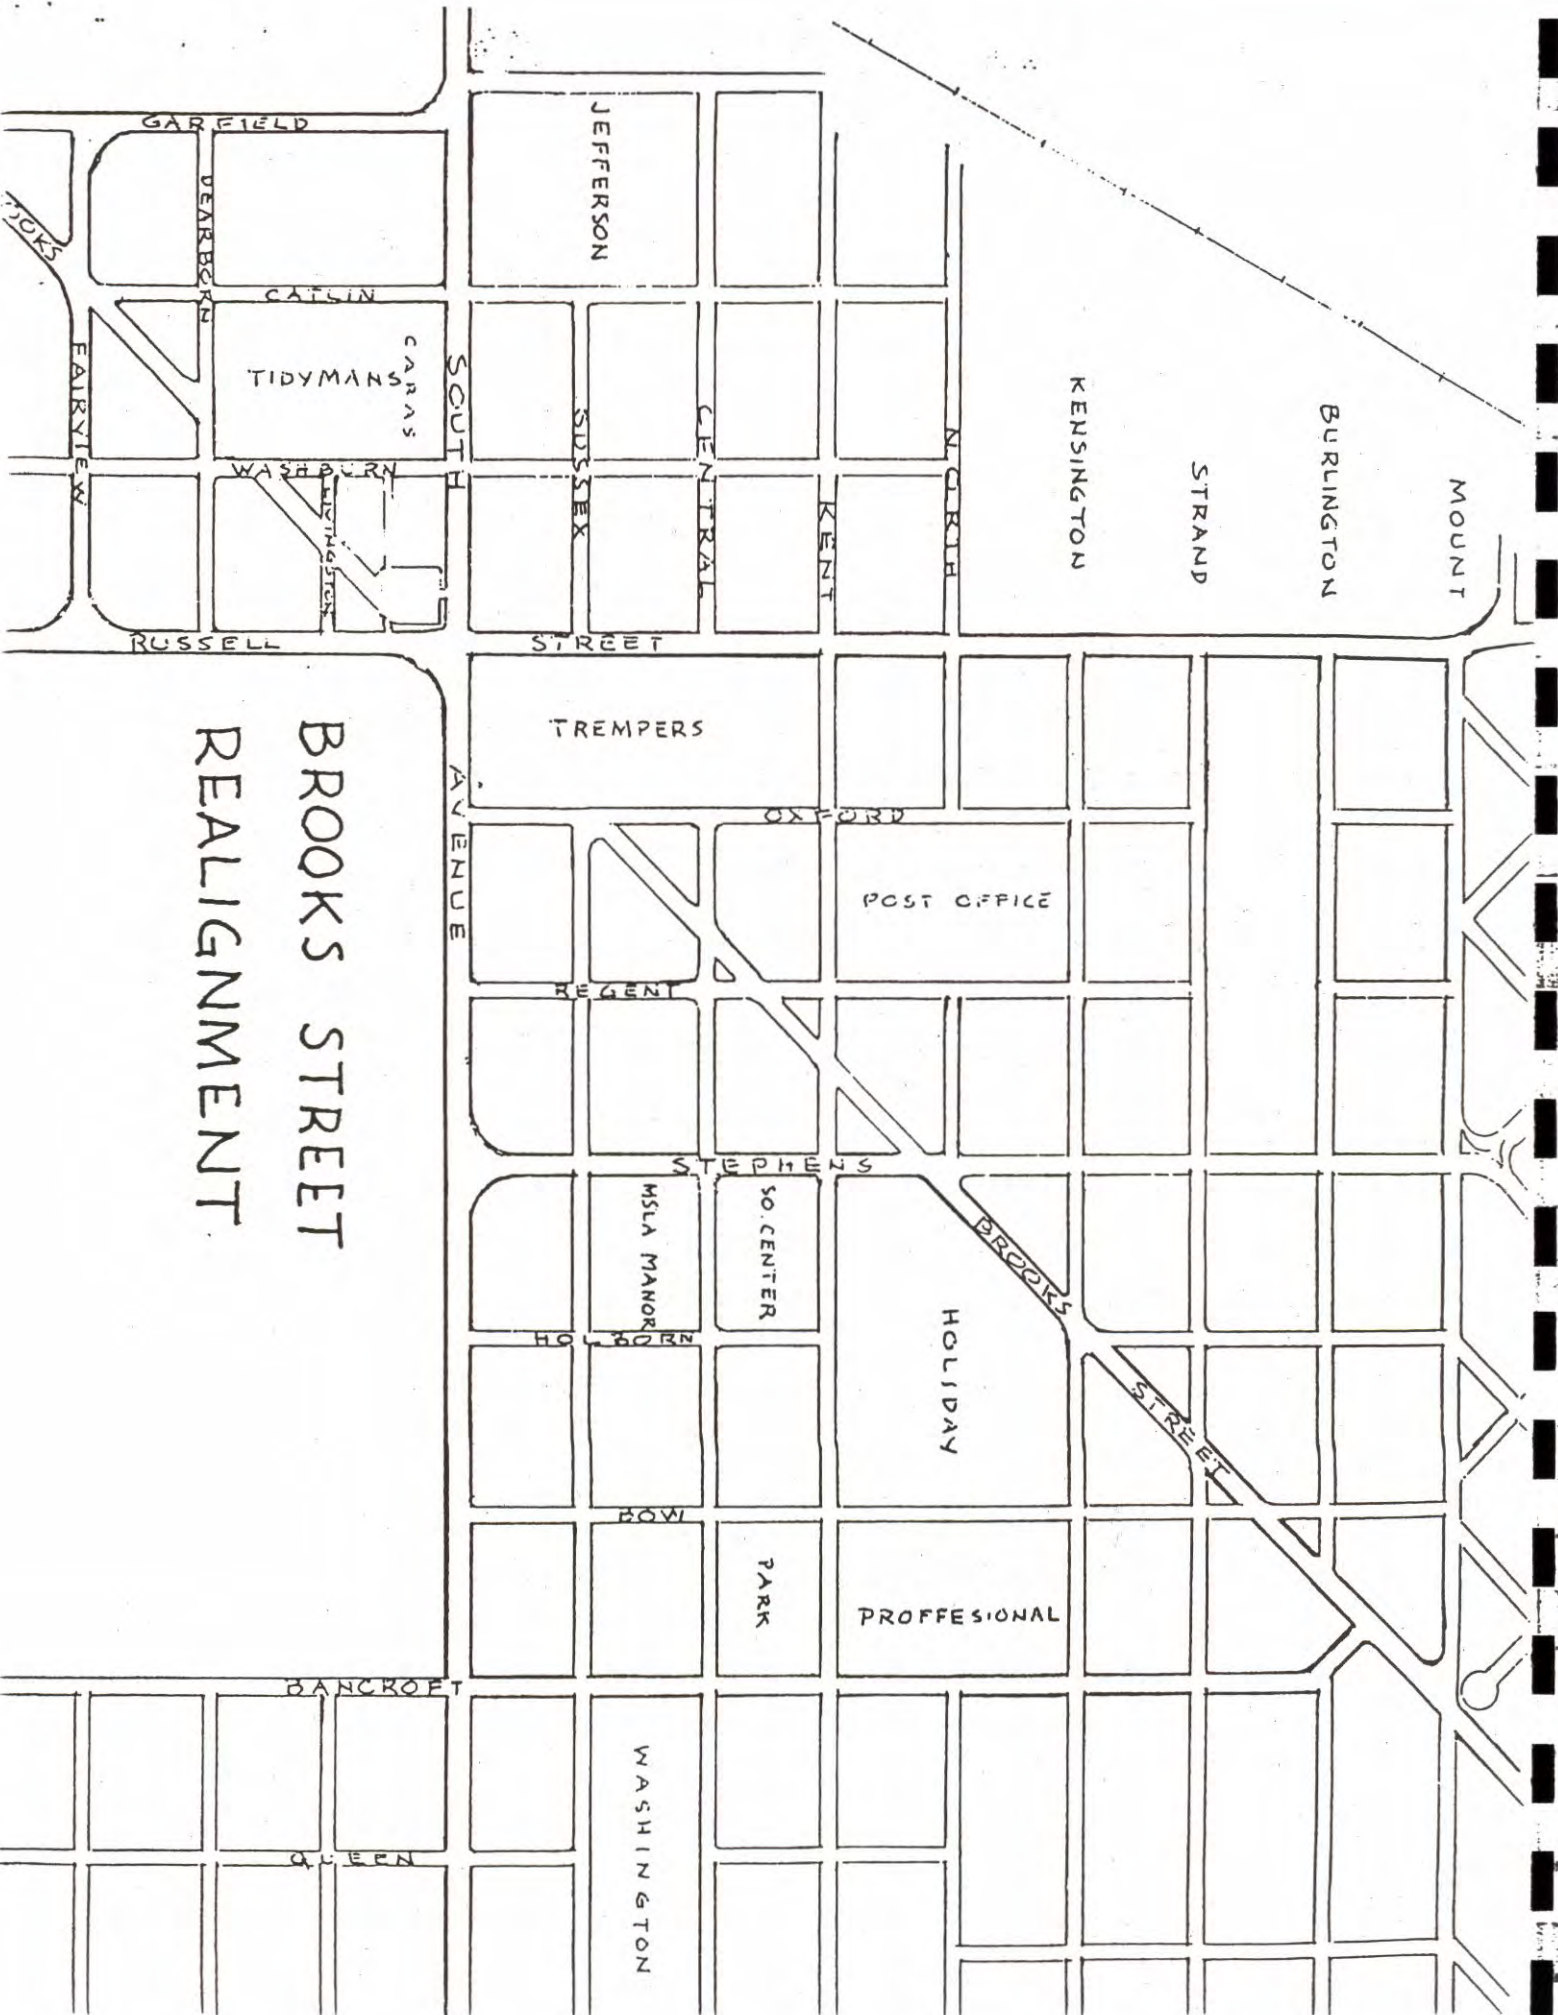 GARFIELD
JEFFERSON
DEARBORN
OOKS
CATLIN
TIDYMANS
CARAS
SOUTH
FAIRVIEW
WASHBURN
LIVINGSTON
SUSSEX
CENTRAL
KENT
NORTH
KENSINGTON
STRAND
BURLINGTON
MOUNT
RUSSELL
STREET
TREMPERS
AVENUE
OXFORD
POST OFFICE
REGENT
STEPHENS
MSLA MANOR
SO. CENTER
BROOKS
STREET
HOLBORN
HOLIDAY
BOW
PARK
PROFFESIONAL
BANCROFT
WASHINGTON
QUEEN
BROOKS STREET
REALIGNMENT